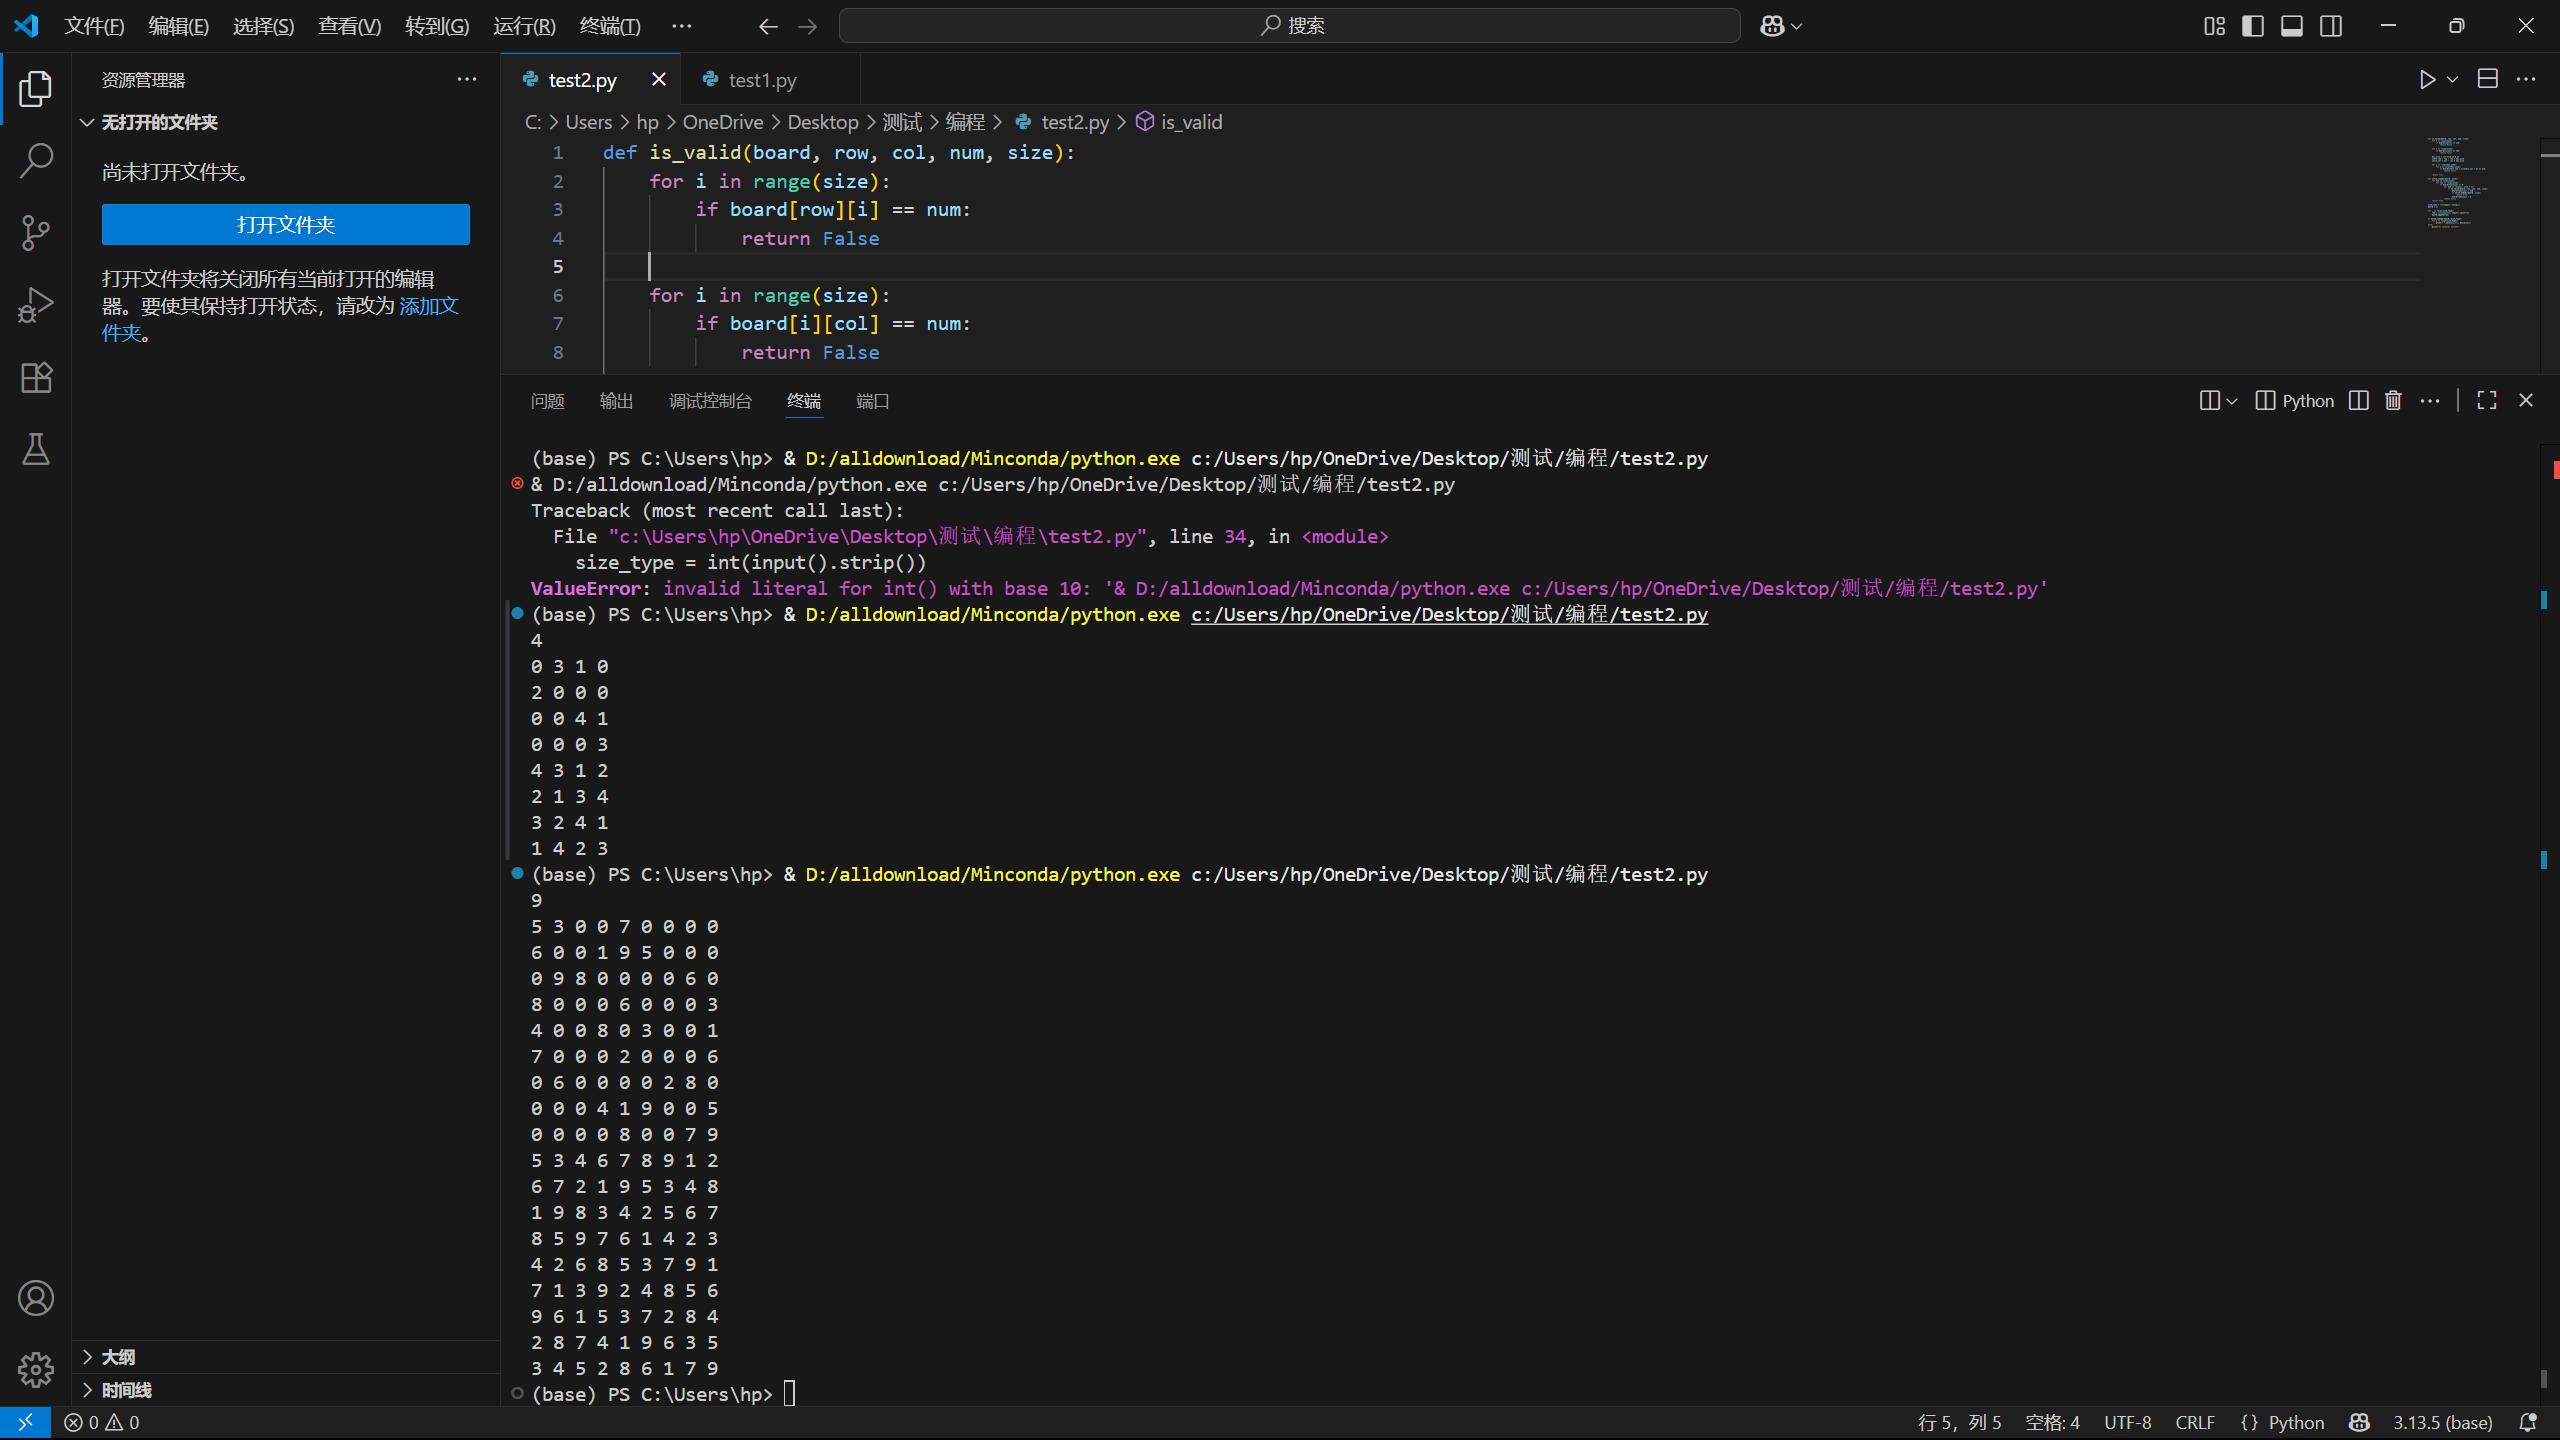 文件(F) 编辑(E) 选择(S) 查看(V) 转到(G) 运行(R) 终端(T) ··· 搜索
资源管理器 ···
无打开的文件夹
尚未打开文件夹。
打开文件夹
打开文件夹将关闭所有当前打开的编辑
器。要使其保持打开状态，请改为 添加文
件夹。
大纲
时间线
test2.py test1.py
C: > Users > hp > OneDrive > Desktop > 测试 > 编程 > test2.py > is_valid
1 def is_valid(board, row, col, num, size):
2     for i in range(size):
3         if board[row][i] == num:
4             return False
5
6     for i in range(size):
7         if board[i][col] == num:
8             return False
问题 输出 调试控制台 终端 端口 Python
(base) PS C:\Users\hp> & D:/alldownload/Minconda/python.exe c:/Users/hp/OneDrive/Desktop/测试/编程/test2.py
& D:/alldownload/Minconda/python.exe c:/Users/hp/OneDrive/Desktop/测试/编程/test2.py
Traceback (most recent call last):
  File "c:\Users\hp\OneDrive\Desktop\测试\编程\test2.py", line 34, in <module>
    size_type = int(input().strip())
ValueError: invalid literal for int() with base 10: '& D:/alldownload/Minconda/python.exe c:/Users/hp/OneDrive/Desktop/测试/编程/test2.py'
(base) PS C:\Users\hp> & D:/alldownload/Minconda/python.exe c:/Users/hp/OneDrive/Desktop/测试/编程/test2.py
4
0 3 1 0
2 0 0 0
0 0 4 1
0 0 0 3
4 3 1 2
2 1 3 4
3 2 4 1
1 4 2 3
(base) PS C:\Users\hp> & D:/alldownload/Minconda/python.exe c:/Users/hp/OneDrive/Desktop/测试/编程/test2.py
9
5 3 0 0 7 0 0 0 0
6 0 0 1 9 5 0 0 0
0 9 8 0 0 0 0 6 0
8 0 0 0 6 0 0 0 3
4 0 0 8 0 3 0 0 1
7 0 0 0 2 0 0 0 6
0 6 0 0 0 0 2 8 0
0 0 0 4 1 9 0 0 5
0 0 0 0 8 0 0 7 9
5 3 4 6 7 8 9 1 2
6 7 2 1 9 5 3 4 8
1 9 8 3 4 2 5 6 7
8 5 9 7 6 1 4 2 3
4 2 6 8 5 3 7 9 1
7 1 3 9 2 4 8 5 6
9 6 1 5 3 7 2 8 4
2 8 7 4 1 9 6 3 5
3 4 5 2 8 6 1 7 9
(base) PS C:\Users\hp>
0 0 行 5，列 5 空格: 4 UTF-8 CRLF {} Python 3.13.5 (base)